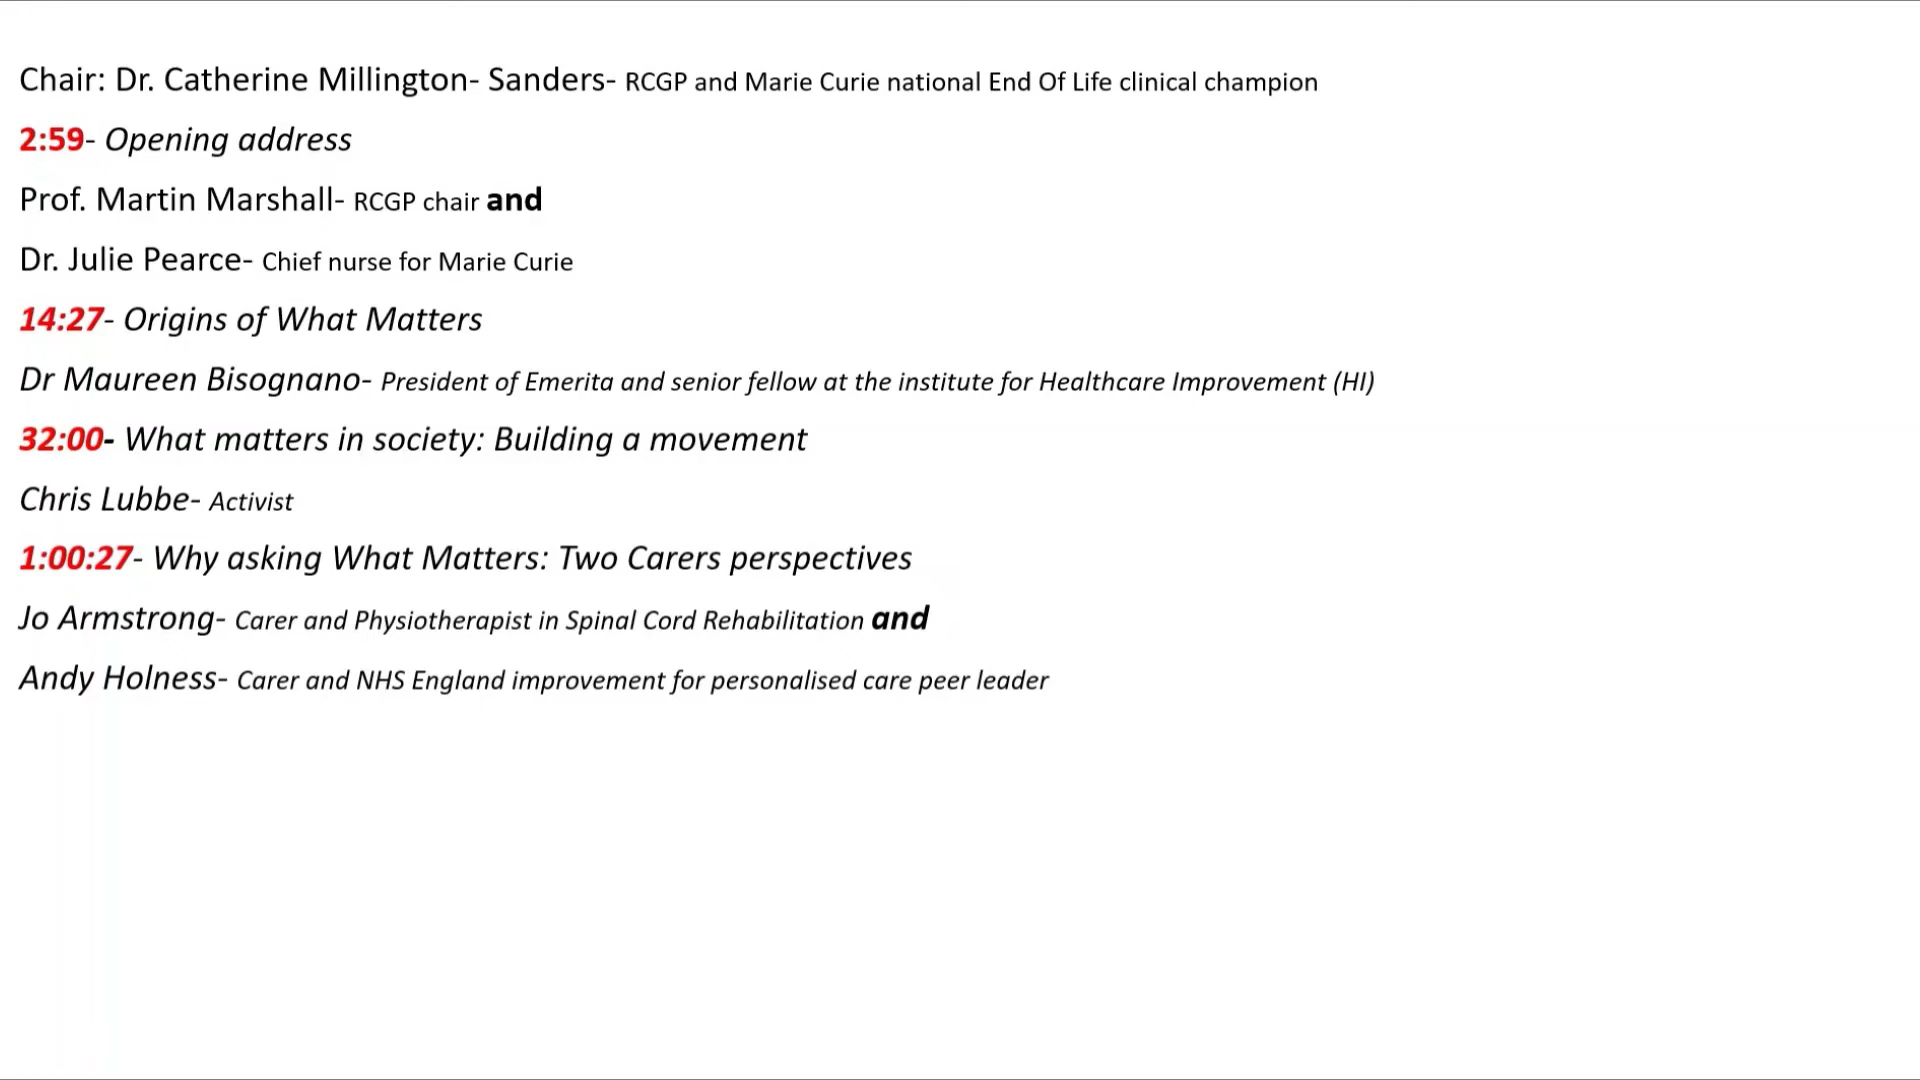 Chair: Dr. Catherine Millington- Sanders- RCGP and Marie Curie national End Of Life clinical champion
2:59- Opening address
Prof. Martin Marshall- RCGP chair and
Dr. Julie Pearce- Chief nurse for Marie Curie
14:27- Origins of What Matters
Dr Maureen Bisognano- President of Emerita and senior fellow at the institute for Healthcare Improvement (HI)
32:00- What matters in society: Building a movement
Chris Lubbe- Activist
1:00:27- Why asking What Matters: Two Carers perspectives
Jo Armstrong- Carer and Physiotherapist in Spinal Cord Rehabilitation and
Andy Holness- Carer and NHS England improvement for personalised care peer leader